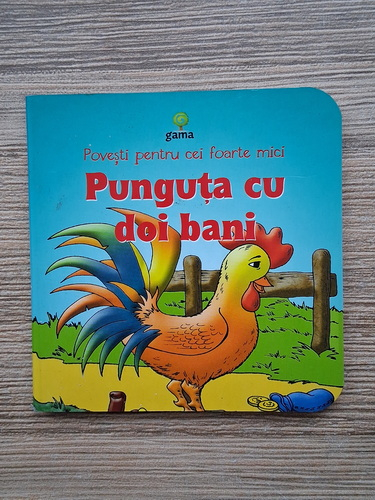 gama
Povești pentru cei foarte mici
Punguța cu
doi bani